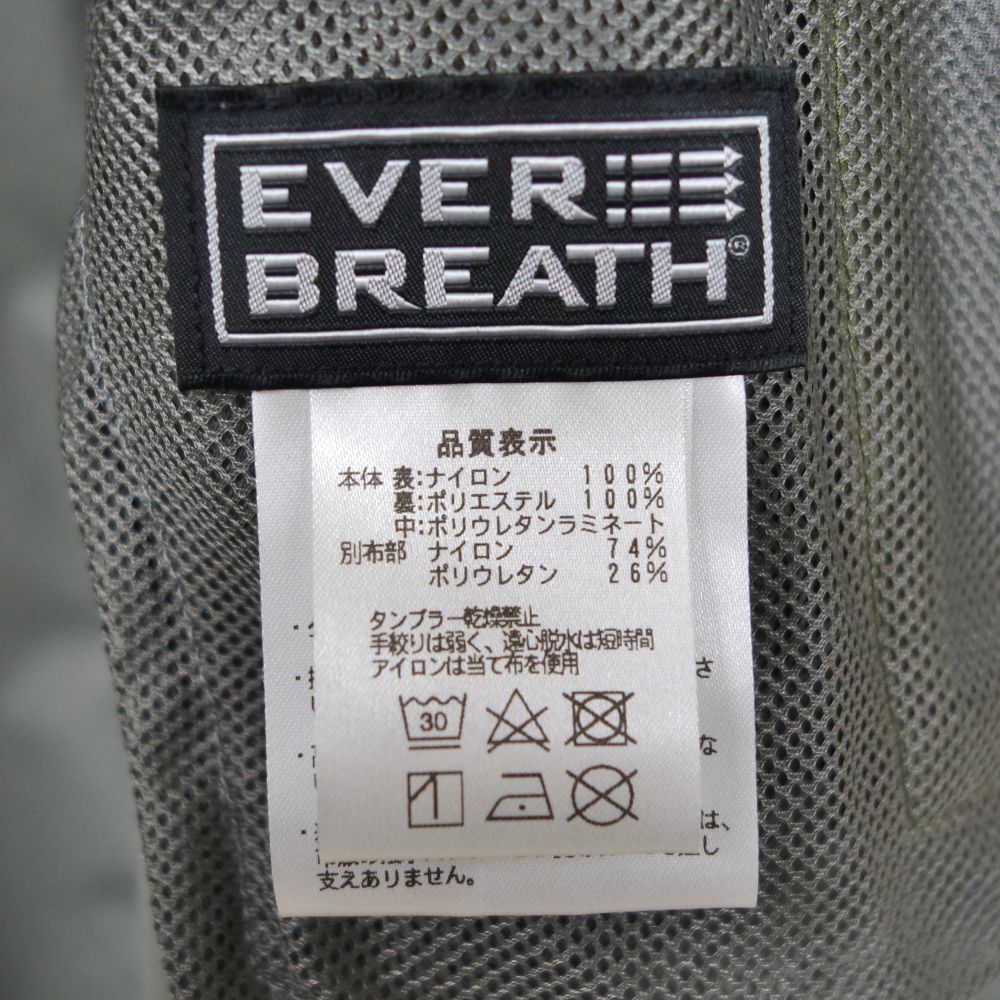 EVER
BREATH®
品質表示
本体 表:ナイロン 100%
裏:ポリエステル 100%
中:ポリウレタンラミネート
別布部 ナイロン 74%
ポリウレタン 26%
タンブラー乾燥禁止
手絞りは弱く、遠心脱水は短時間
アイロンは当て布を使用
30
さ
な
は、
支えありません。